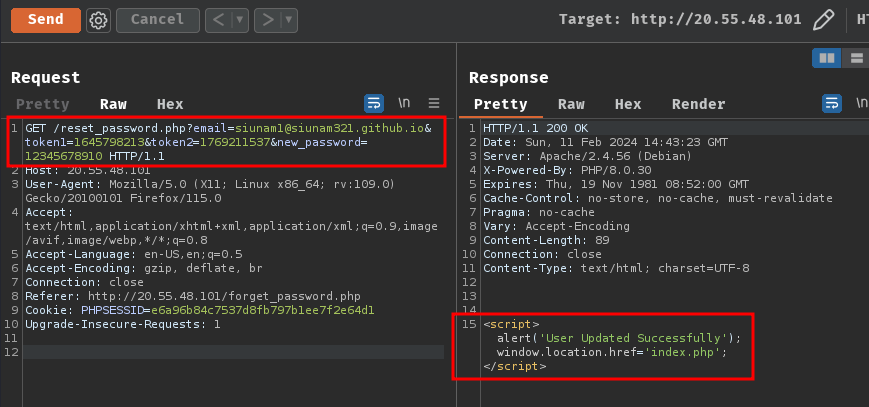 Send Cancel < > Target: http://20.55.48.101 HT
Request
Pretty Raw Hex \n
1 GET /reset_password.php?email=siunam1@siunam321.github.io&
token1=1645798213&token2=1769211537&new_password=
12345678910 HTTP/1.1
2 Host: 20.55.48.101
3 User-Agent: Mozilla/5.0 (X11; Linux x86_64; rv:109.0)
Gecko/20100101 Firefox/115.0
4 Accept:
text/html,application/xhtml+xml,application/xml;q=0.9,image
/avif,image/webp,*/*;q=0.8
5 Accept-Language: en-US,en;q=0.5
6 Accept-Encoding: gzip, deflate, br
7 Connection: close
8 Referer: http://20.55.48.101/forget_password.php
9 Cookie: PHPSESSID=e6a96b84c7537d8fb797b1ee7f2e64d1
10 Upgrade-Insecure-Requests: 1
11
12
Response
Pretty Raw Hex Render \n
1 HTTP/1.1 200 OK
2 Date: Sun, 11 Feb 2024 14:43:23 GMT
3 Server: Apache/2.4.56 (Debian)
4 X-Powered-By: PHP/8.0.30
5 Expires: Thu, 19 Nov 1981 08:52:00 GMT
6 Cache-Control: no-store, no-cache, must-revalidate
7 Pragma: no-cache
8 Vary: Accept-Encoding
9 Content-Length: 89
10 Connection: close
11 Content-Type: text/html; charset=UTF-8
12
13
14
15 <script>
alert('User Updated Successfully');
window.location.href='index.php';
</script>